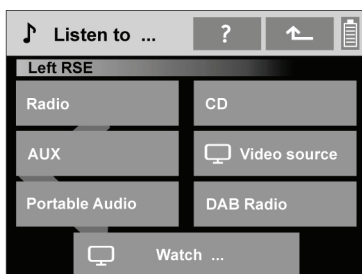 Listen to ... ?
Left RSE
Radio CD
AUX Video source
Portable Audio DAB Radio
Watch ...